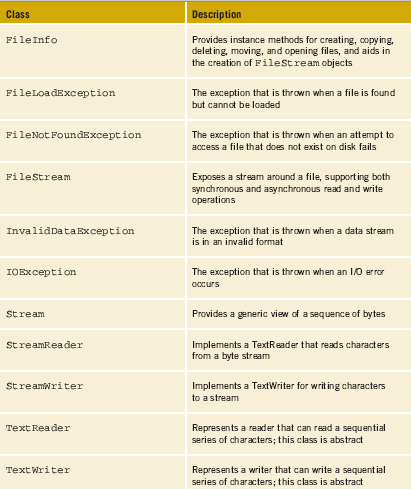 Class Description
FileInfo Provides instance methods for creating, copying,
deleting, moving, and opening files, and aids in
the creation of FileStream objects
FileLoadException The exception that is thrown when a file is found
but cannot be loaded
FileNotFoundException The exception that is thrown when an attempt to
access a file that does not exist on disk fails
FileStream Exposes a stream around a file, supporting both
synchronous and asynchronous read and write
operations
InvalidDataException The exception that is thrown when a data stream
is in an invalid format
IOException The exception that is thrown when an I/O error
occurs
Stream Provides a generic view of a sequence of bytes
StreamReader Implements a TextReader that reads characters
from a byte stream
StreamWriter Implements a TextWriter for writing characters
to a stream
TextReader Represents a reader that can read a sequential
series of characters; this class is abstract
TextWriter Represents a writer that can write a sequential
series of characters; this class is abstract